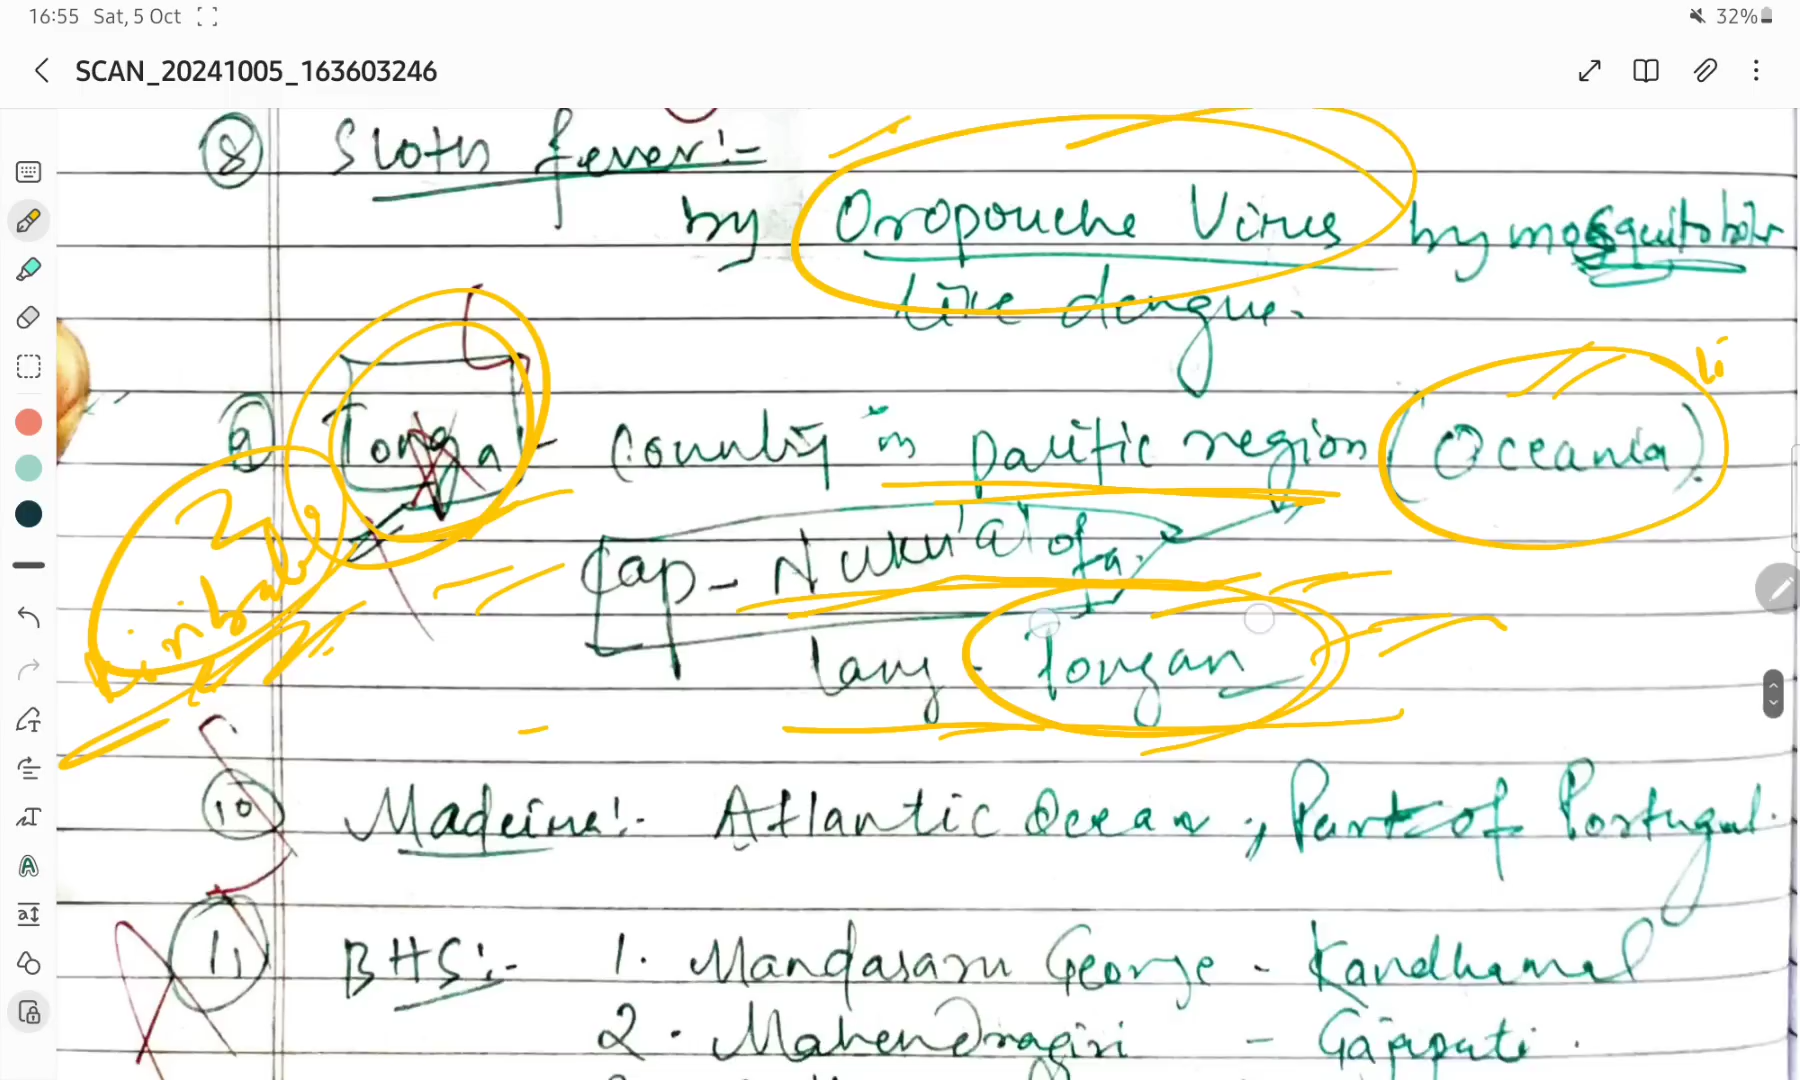 16:55 Sat, 5 Oct 32%
SCAN_20241005_163603246
8 Sloth fever:-
by Oropouche Virus by mosquito bite
like dengue.
9 Tonga - Country in pacific region (Oceania).
Cap - Nuku'alofa.
lang - Tongan
10 Madeira:- Atlantic Ocean, Part of Portugal.
11 BHS:- 1. Mandasaru George - Kandhamal
2. Mahendragiri - Gajapati.